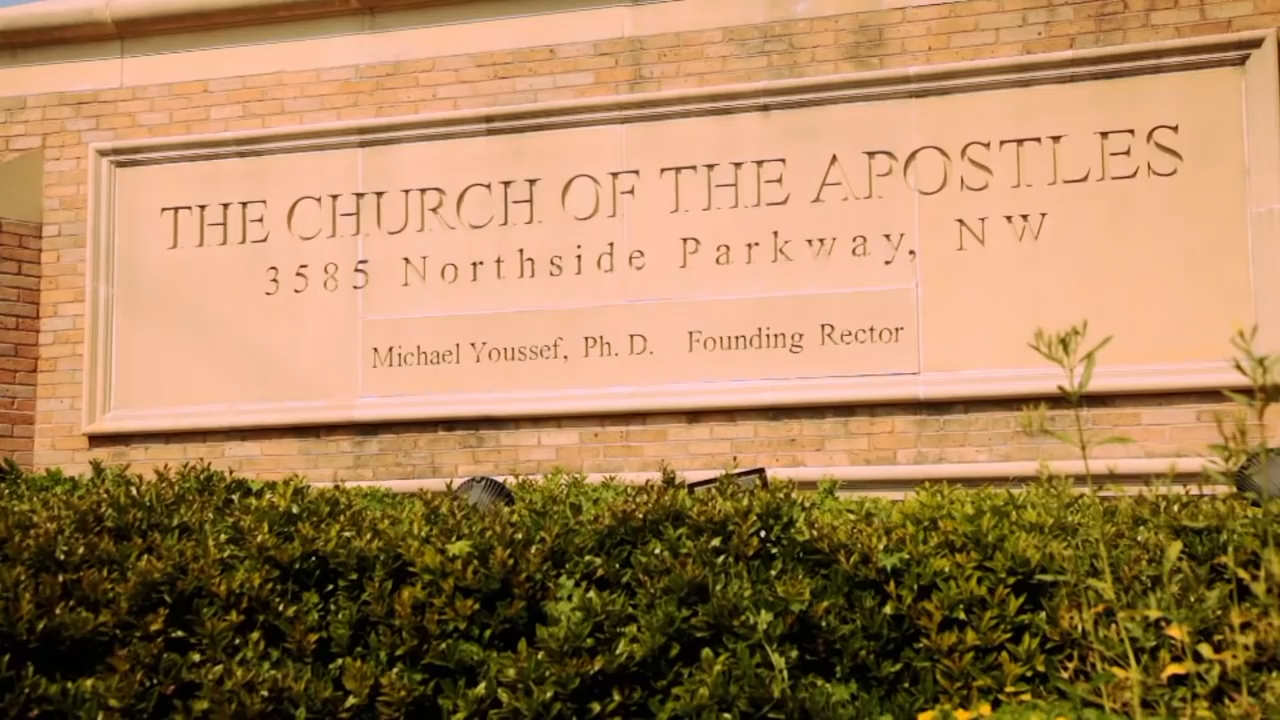 THE CHURCH OF THE APOSTLES
3585 Northside Parkway, NW
Michael Youssef, Ph. D. Founding Rector